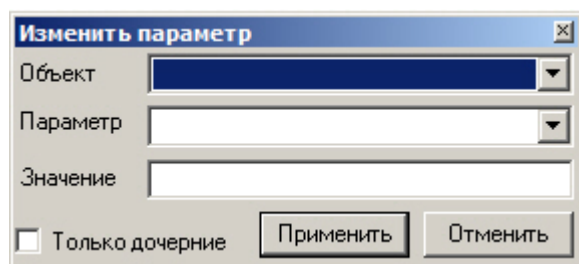 Изменить параметр
Объект
Параметр
Значение
Только дочерние Применить Отменить